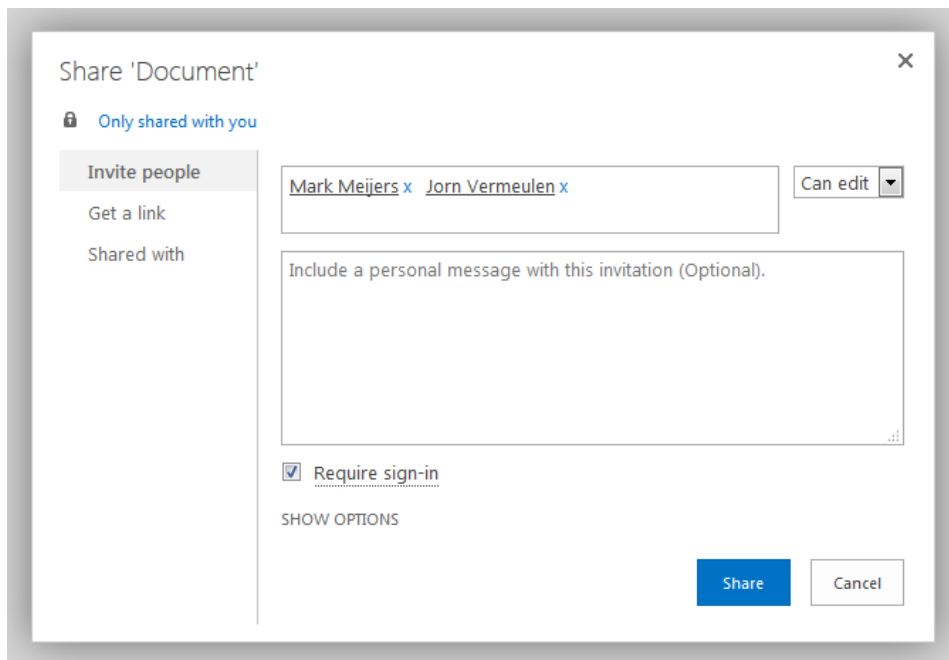 Share 'Document'
Only shared with you
Invite people
Get a link
Shared with
Mark Meijers x Jorn Vermeulen x
Can edit
Include a personal message with this invitation (Optional).
Require sign-in
SHOW OPTIONS
Share
Cancel